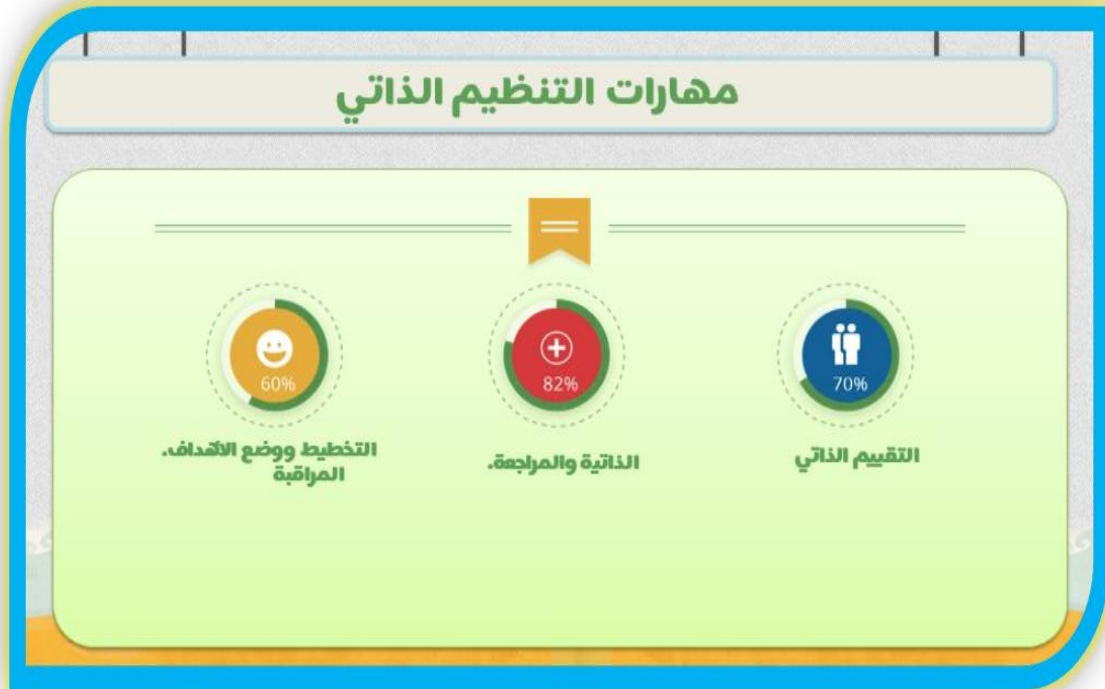 مهارات التنظيم الذاتي
70%
التقييم الذاتي
82%
الذاتية والمراجعة.
60%
التخطيط ووضع الأهداف.
المراقبة